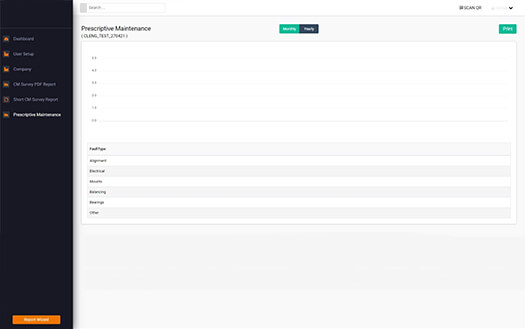 Search ...
SCAN QR
Dashboard
User Setup
Company
CM Survey PSF Report
Short CM Survey Report
Prescriptive Maintenance
Prescriptive Maintenance
Monthly
Yearly
Print
5.0
4.0
3.0
2.0
1.0
0.0
FaultType
Alignment
Electrical
Mounts
Balancing
Bearings
Other
Report Wizard